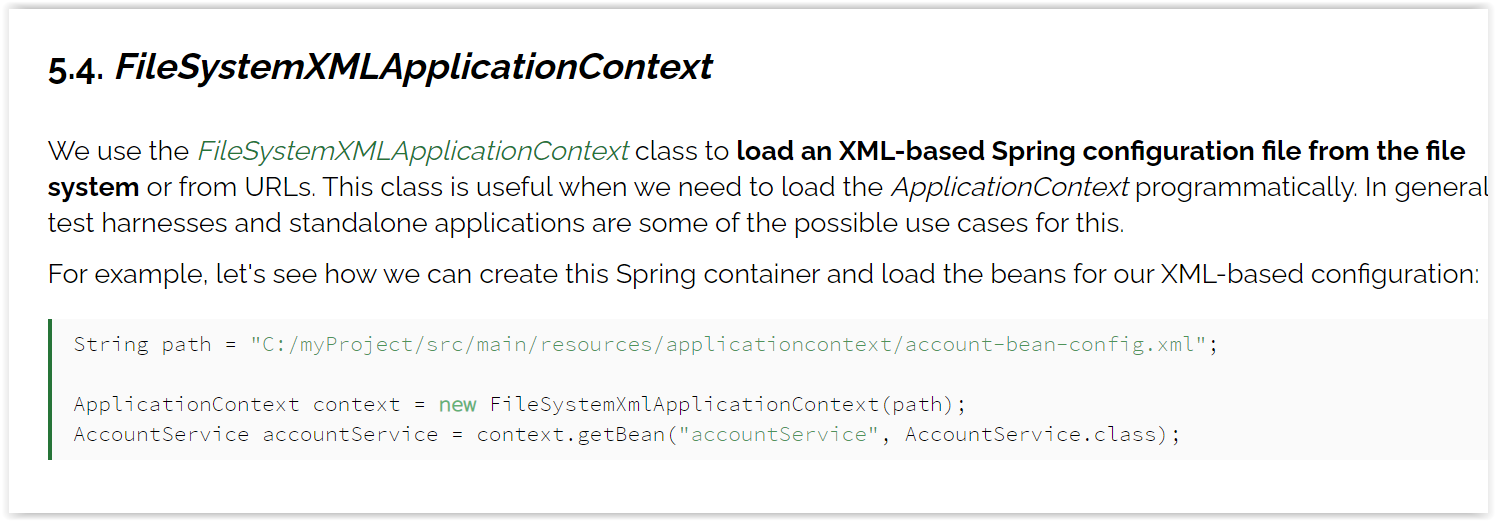 5.4. FileSystemXMLApplicationContext
We use the FileSystemXMLApplicationContext class to load an XML-based Spring configuration file from the file
system or from URLs. This class is useful when we need to load the ApplicationContext programmatically. In general
test harnesses and standalone applications are some of the possible use cases for this.
For example, let's see how we can create this Spring container and load the beans for our XML-based configuration:
String path = "C:/myProject/src/main/resources/applicationcontext/account-bean-config.xml";
ApplicationContext context = new FileSystemXmlApplicationContext(path);
AccountService accountService = context.getBean("accountService", AccountService.class);